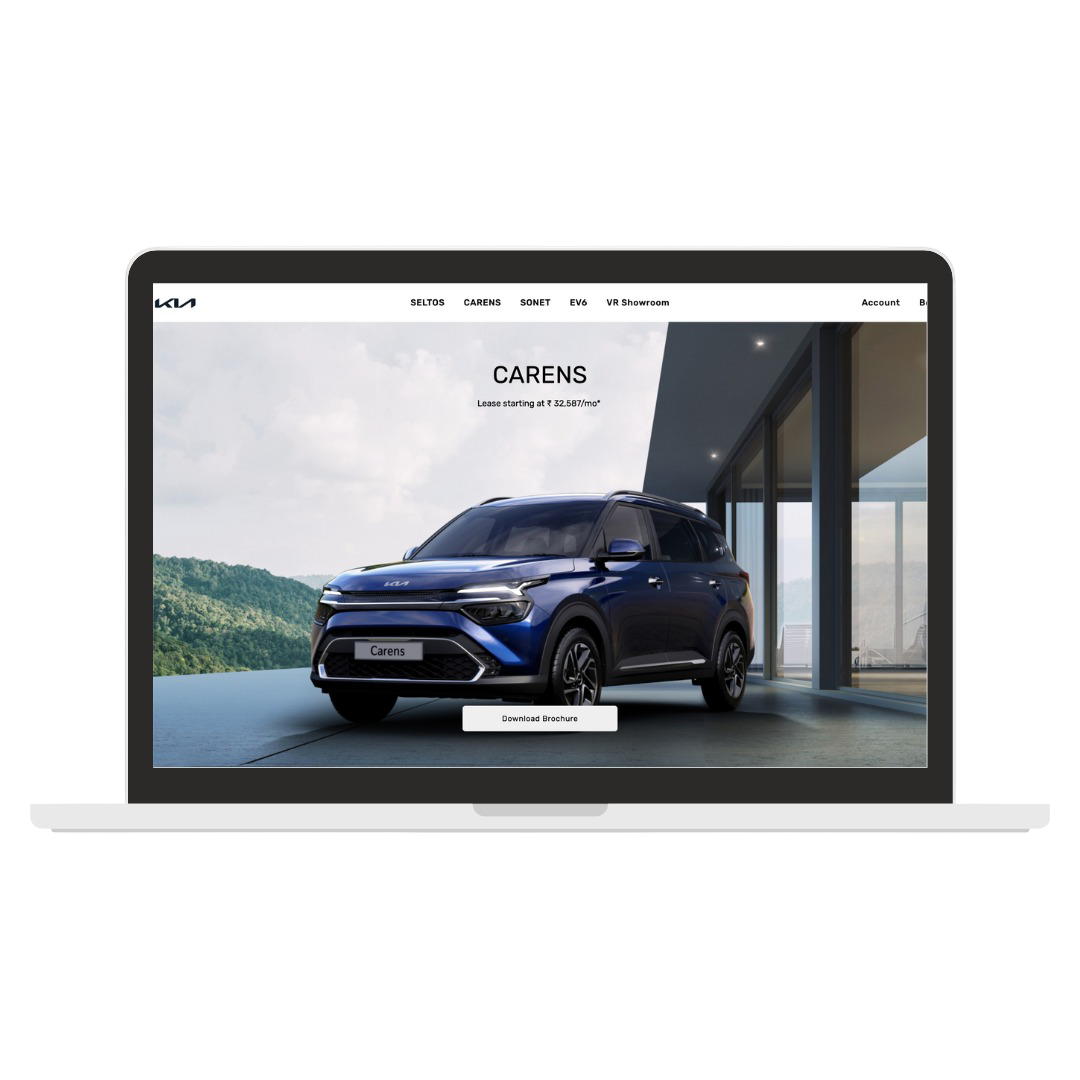 KIA
SELTOS CARENS SONET EV6 VR Showroom Account
CARENS
Lease starting at ₹ 32,587/mo*
KIA
Carens
Download Brochure